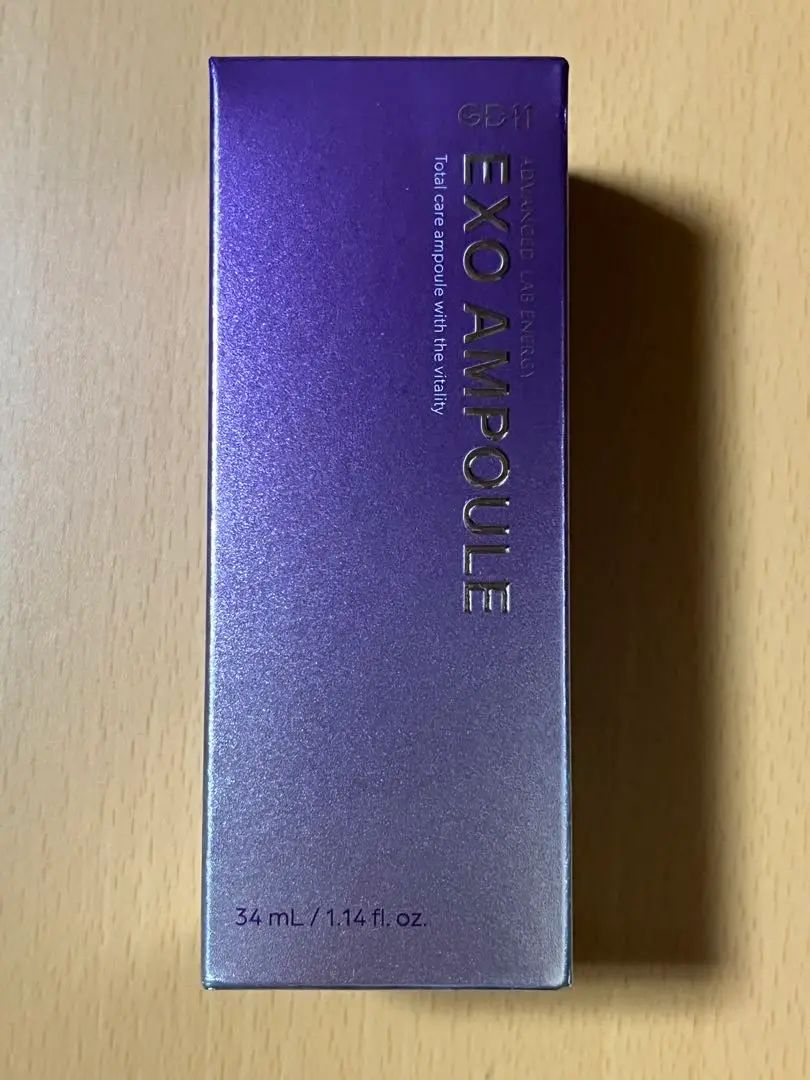 GD11
ADVANCED LAB ENERGY
EXO AMPOULE
Total care ampoule with the vitality
34 mL / 1.14 fl. oz.